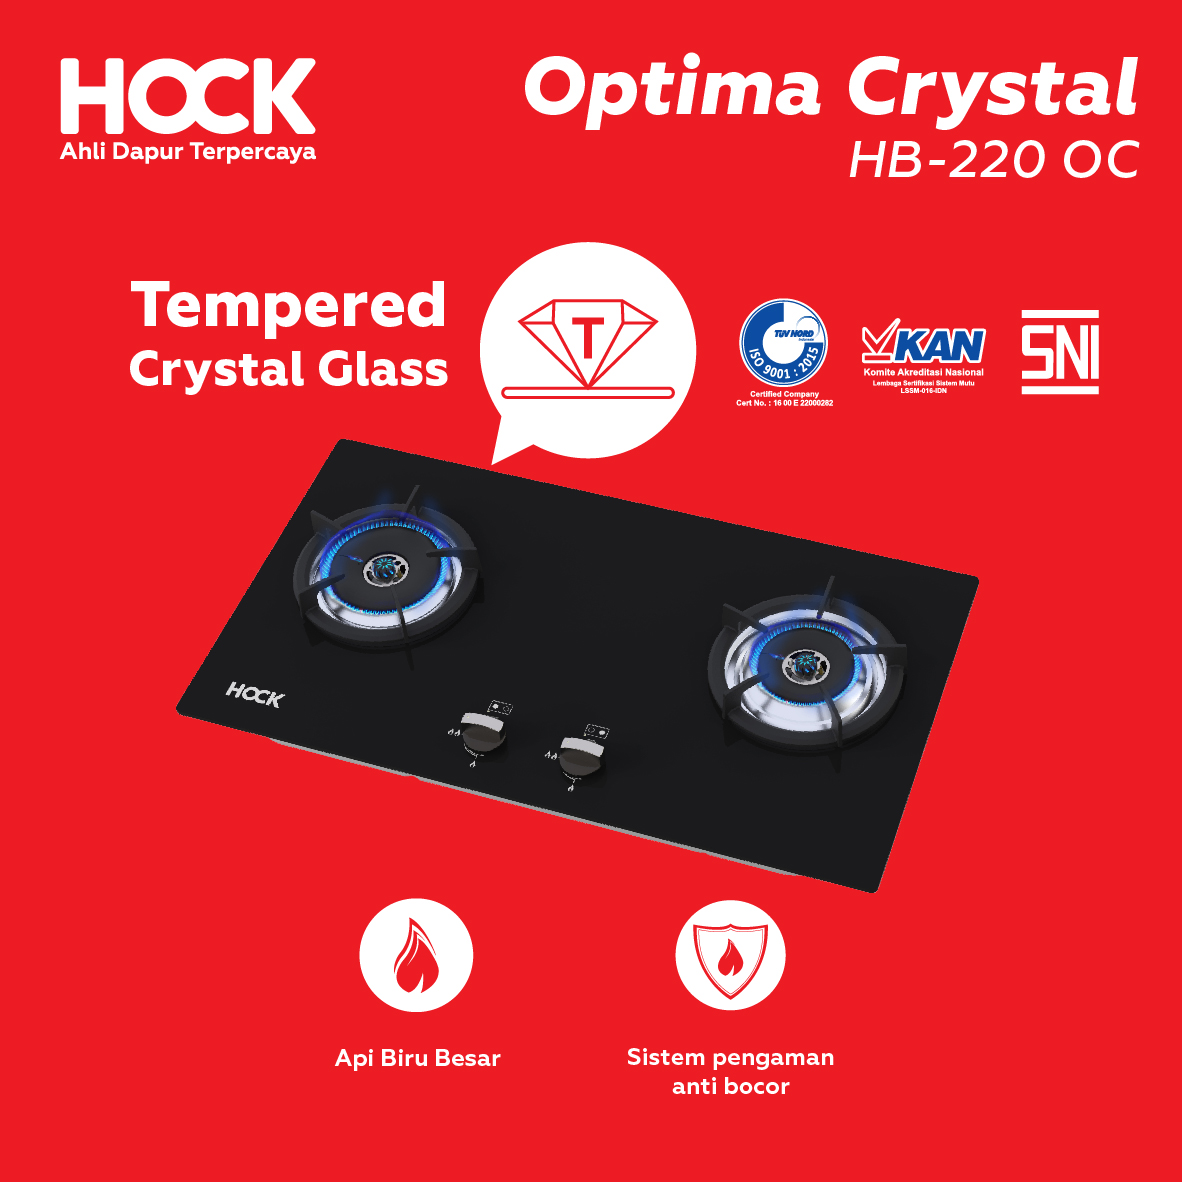 HOCK
Ahli Dapur Terpercaya
Optima Crystal
HB-220 OC
Tempered
Crystal Glass
T
TÜV NORD
Indonesia
ISO 9001 : 2015
Certified Company
Cert No. : 16 00 E 22000282
KAN
Komite Akreditasi Nasional
Lembaga Sertifikasi Sistem Mutu
LSSM-016-IDN
SNI
HOCK
Api Biru Besar
Sistem pengaman
anti bocor